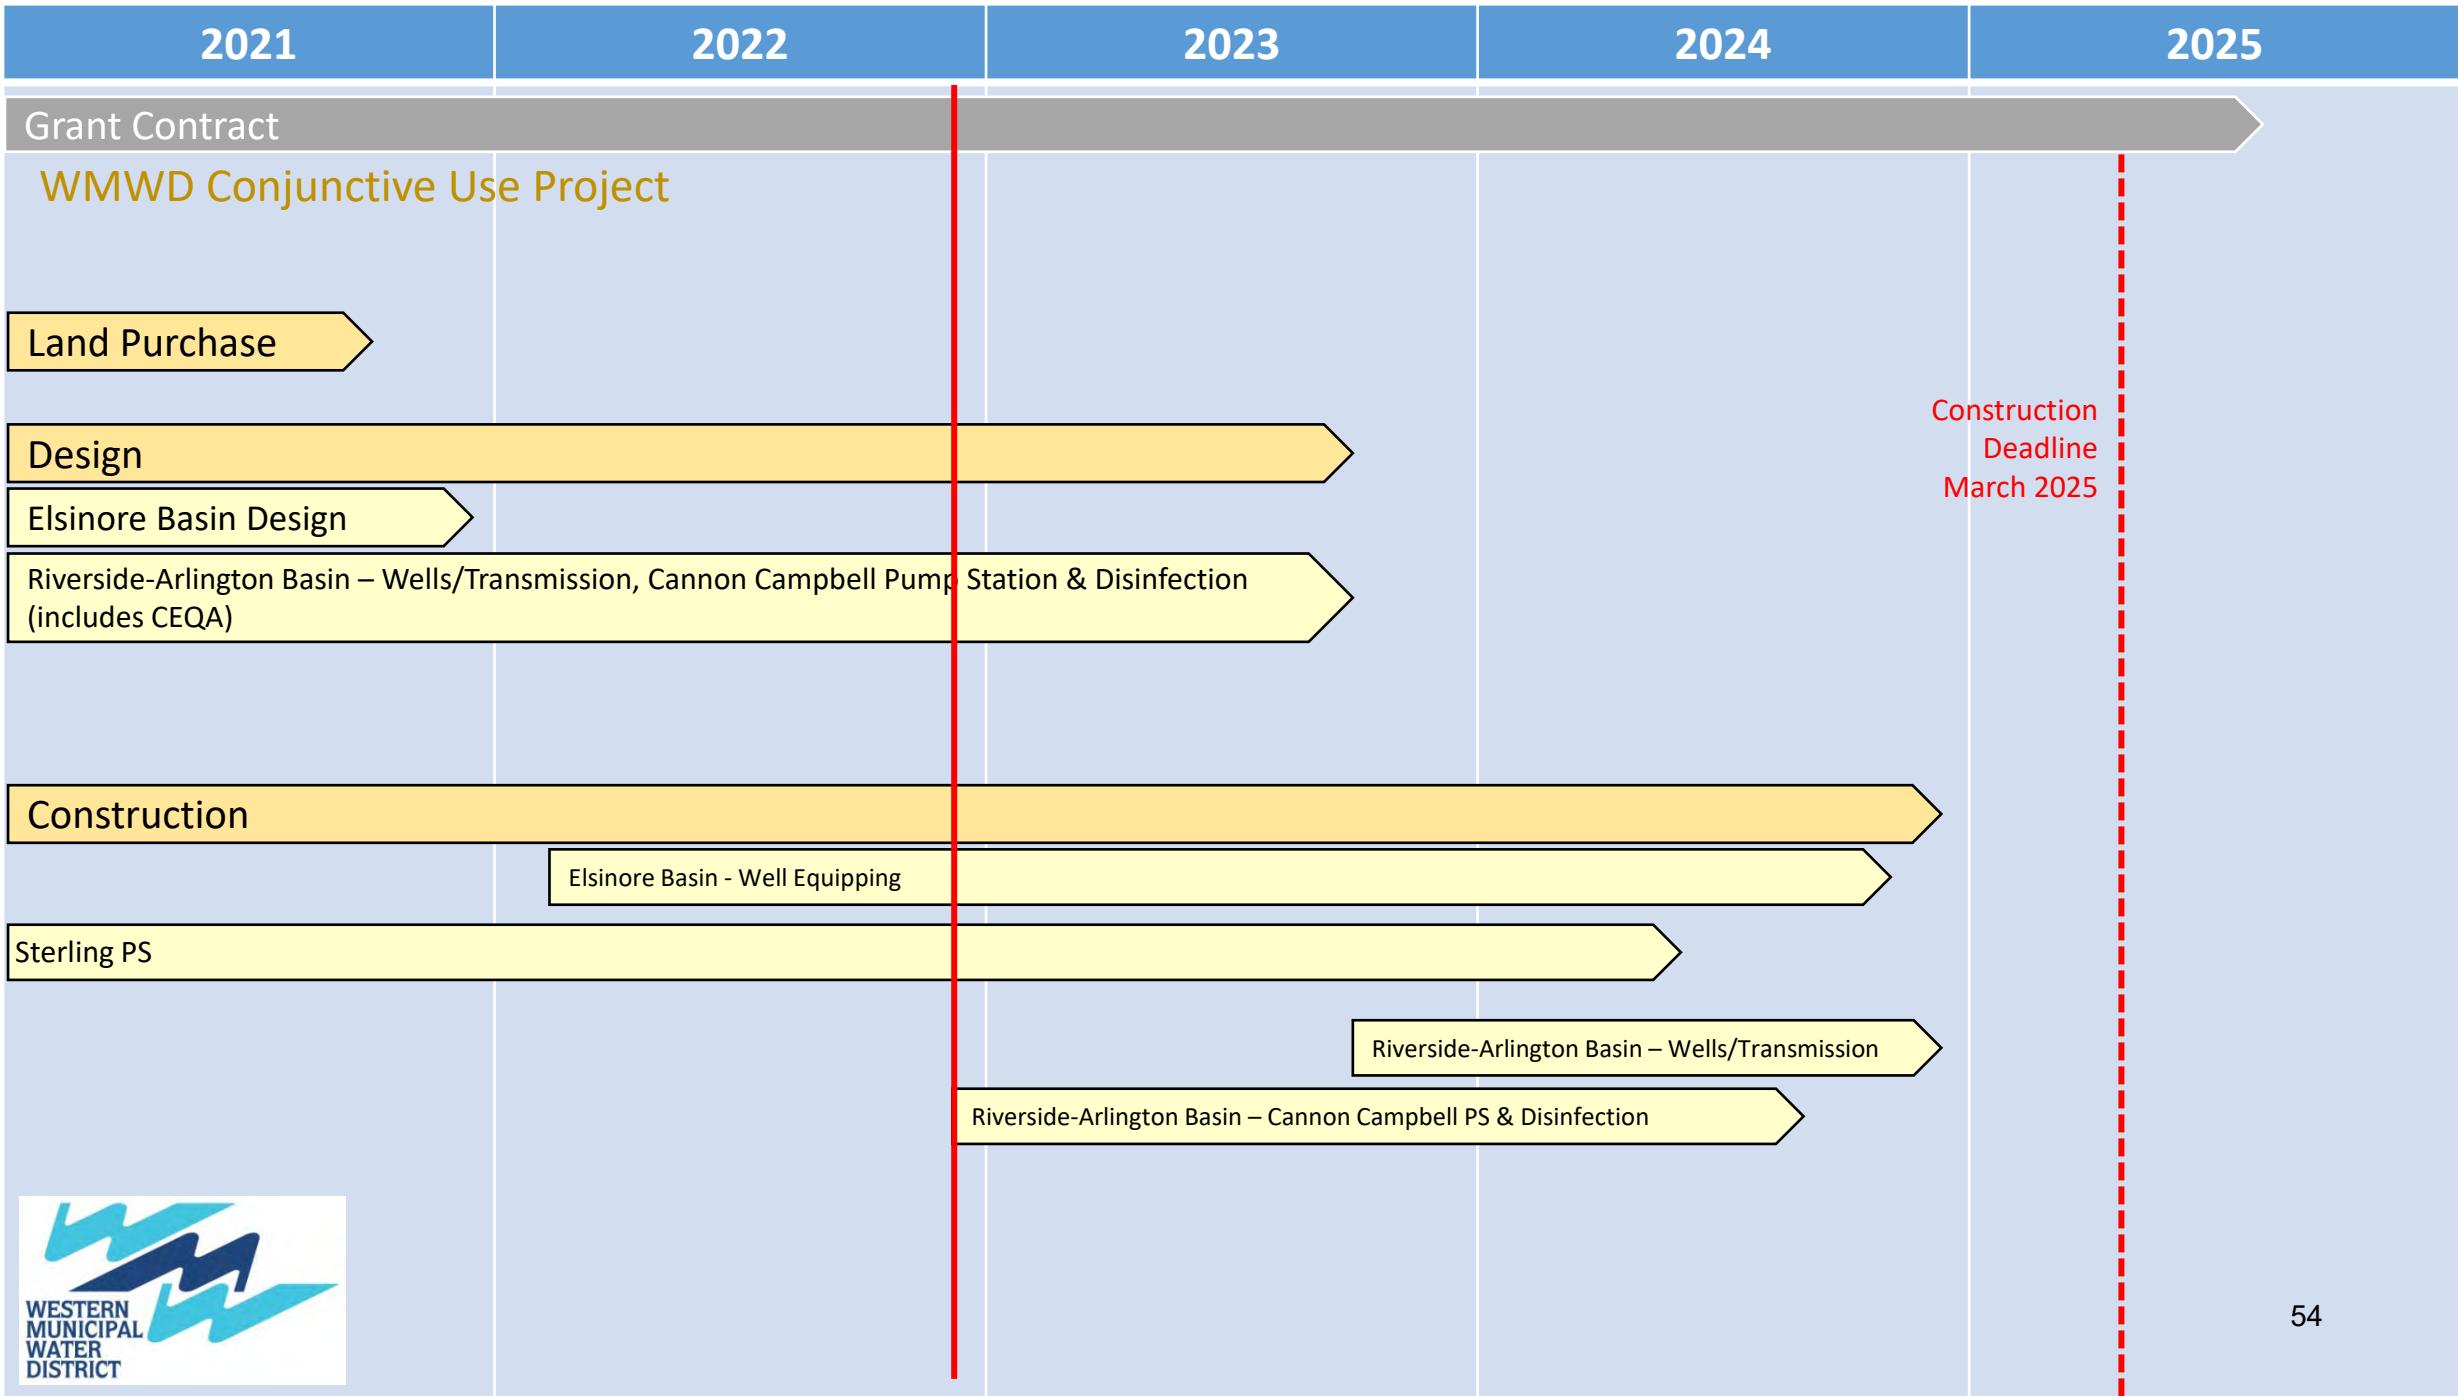 2021
2022
2023
2024
2025
Grant Contract
WMWD Conjunctive Use Project
Land Purchase
Construction
Deadline
March 2025
Design
Elsinore Basin Design
Riverside-Arlington Basin – Wells/Transmission, Cannon Campbell Pump Station & Disinfection
(includes CEQA)
Construction
Elsinore Basin - Well Equipping
Sterling PS
Riverside-Arlington Basin – Wells/Transmission
Riverside-Arlington Basin – Cannon Campbell PS & Disinfection
WESTERN
MUNICIPAL
WATER
DISTRICT
54